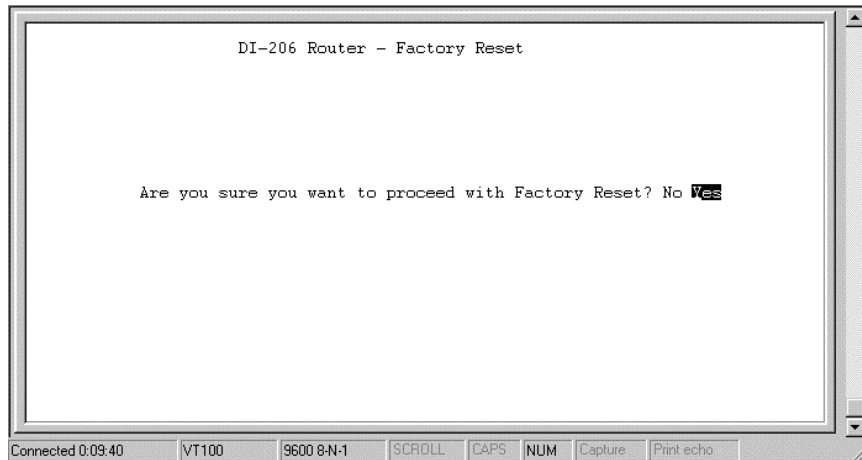 DI-206 Router - Factory Reset
Are you sure you want to proceed with Factory Reset? No Yes
Connected 0:09:40 VT100 9600 8-N-1 SCROLL CAPS NUM Capture Print echo